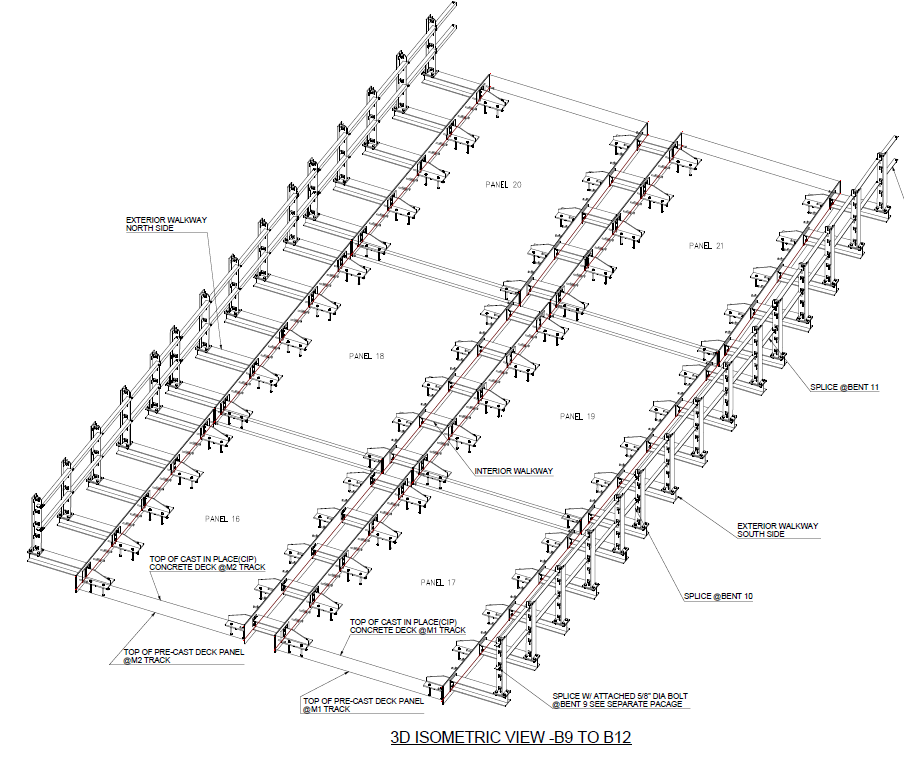 PANEL 20
EXTERIOR WALKWAY
NORTH SIDE
PANEL 21
PANEL 18
SPLICE @BENT 11
PANEL 19
INTERIOR WALKWAY
PANEL 16
EXTERIOR WALKWAY
SOUTH SIDE
TOP OF CAST IN PLACE(CIP)
CONCRETE DECK @M2 TRACK
PANEL 17
SPLICE @BENT 10
TOP OF CAST IN PLACE(CIP)
CONCRETE DECK @M1 TRACK
TOP OF PRE-CAST DECK PANEL
@M2 TRACK
SPLICE W/ ATTACHED 5/8" DIA BOLT
@BENT 9 SEE SEPARATE PACAGE
TOP OF PRE-CAST DECK PANEL
@M1 TRACK
3D ISOMETRIC VIEW -B9 TO B12